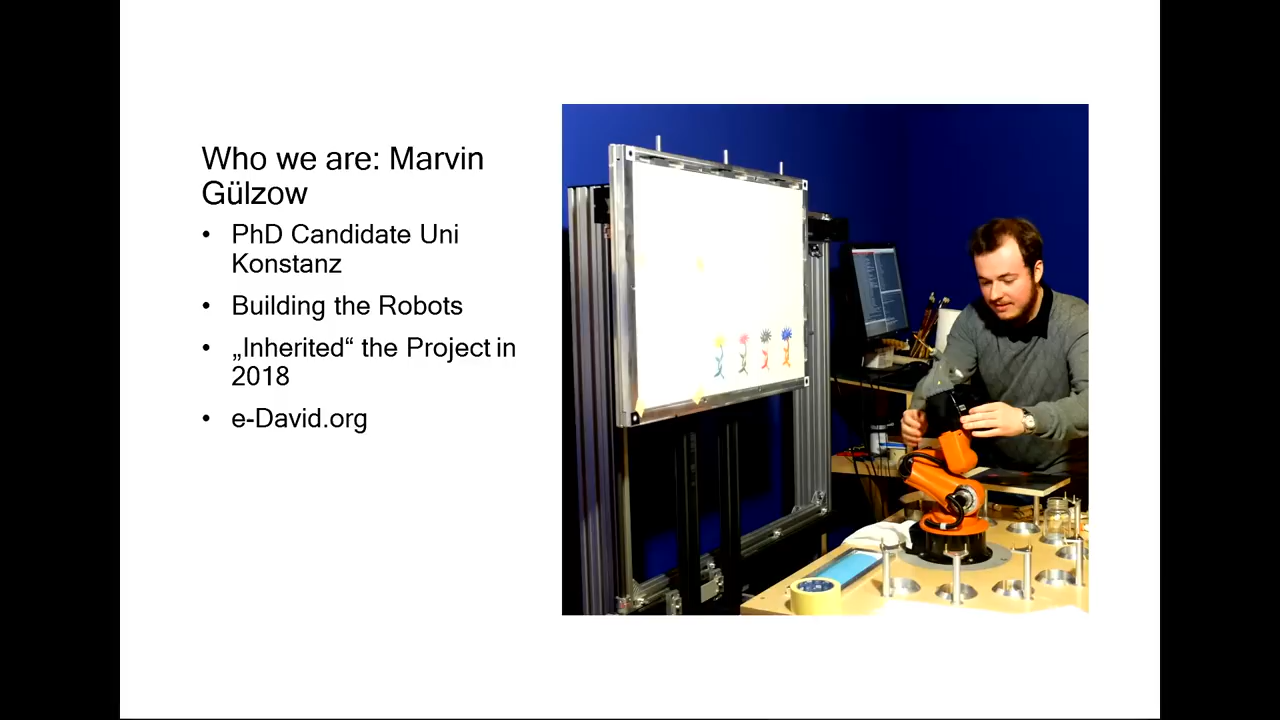 Who we are: Marvin
Gülzow
• PhD Candidate Uni
Konstanz
• Building the Robots
• „Inherited“ the Project in
2018
• e-David.org